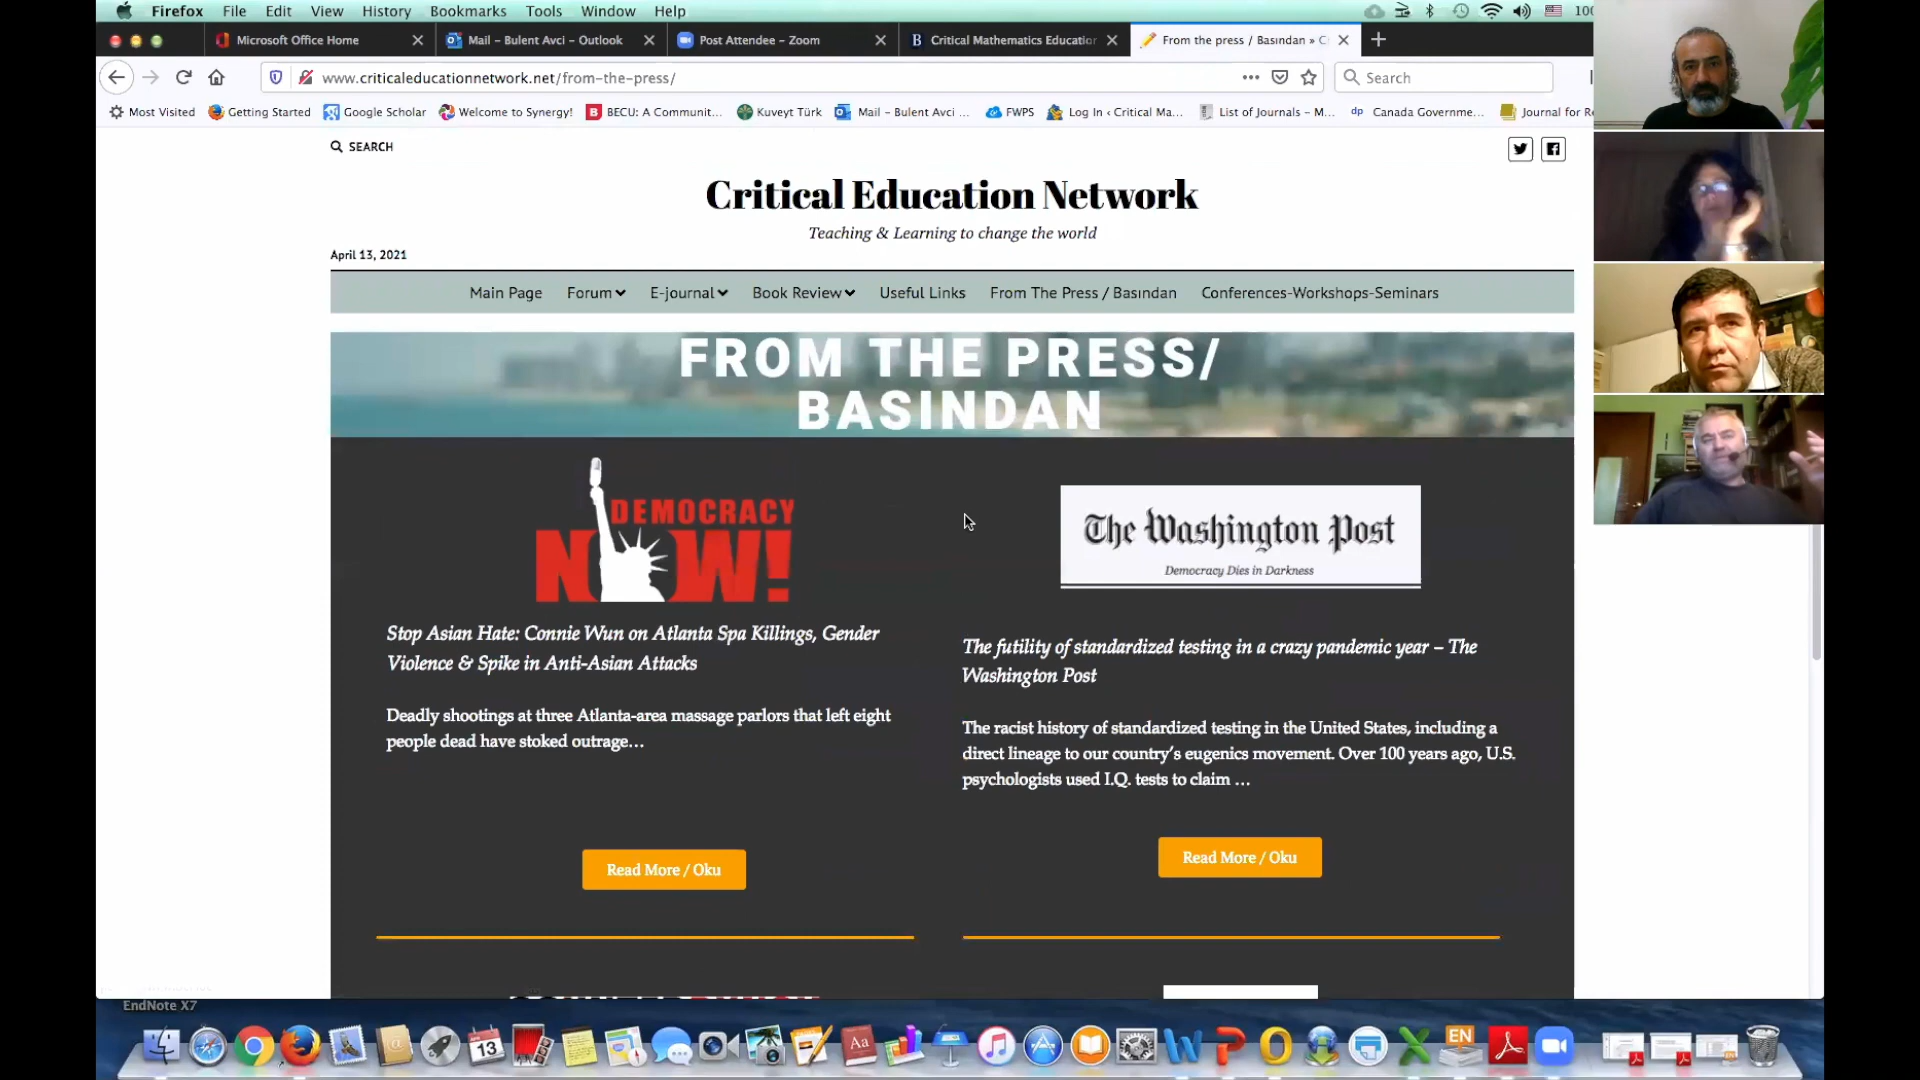 Firefox File Edit View History Bookmarks Tools Window Help
Microsoft Office Home
Mail – Bulent Avci – Outlook
Post Attendee – Zoom
Critical Mathematics Education
From the press / Basından » C
www.criticaleducationnetwork.net/from-the-press/
Search
Most Visited
Getting Started
Google Scholar
Welcome to Synergy!
BECU: A Communit...
Kuveyt Türk
Mail – Bulent Avci ...
FWPS
Log In ‹ Critical Ma...
List of Journals – M...
dp Canada Governme...
Journal for Re
SEARCH
Critical Education Network
Teaching & Learning to change the world
April 13, 2021
Main Page Forum E-journal Book Review Useful Links From The Press / Basından Conferences-Workshops-Seminars
FROM THE PRESS/
BASINDAN
DEMOCRACY
NOW!
The Washington Post
Democracy Dies in Darkness
Stop Asian Hate: Connie Wun on Atlanta Spa Killings, Gender
Violence & Spike in Anti-Asian Attacks
Deadly shootings at three Atlanta-area massage parlors that left eight
people dead have stoked outrage…
Read More / Oku
The futility of standardized testing in a crazy pandemic year – The
Washington Post
The racist history of standardized testing in the United States, including a
direct lineage to our country's eugenics movement. Over 100 years ago, U.S.
psychologists used I.Q. tests to claim …
Read More / Oku
EndNote X7
13
Aa
EN